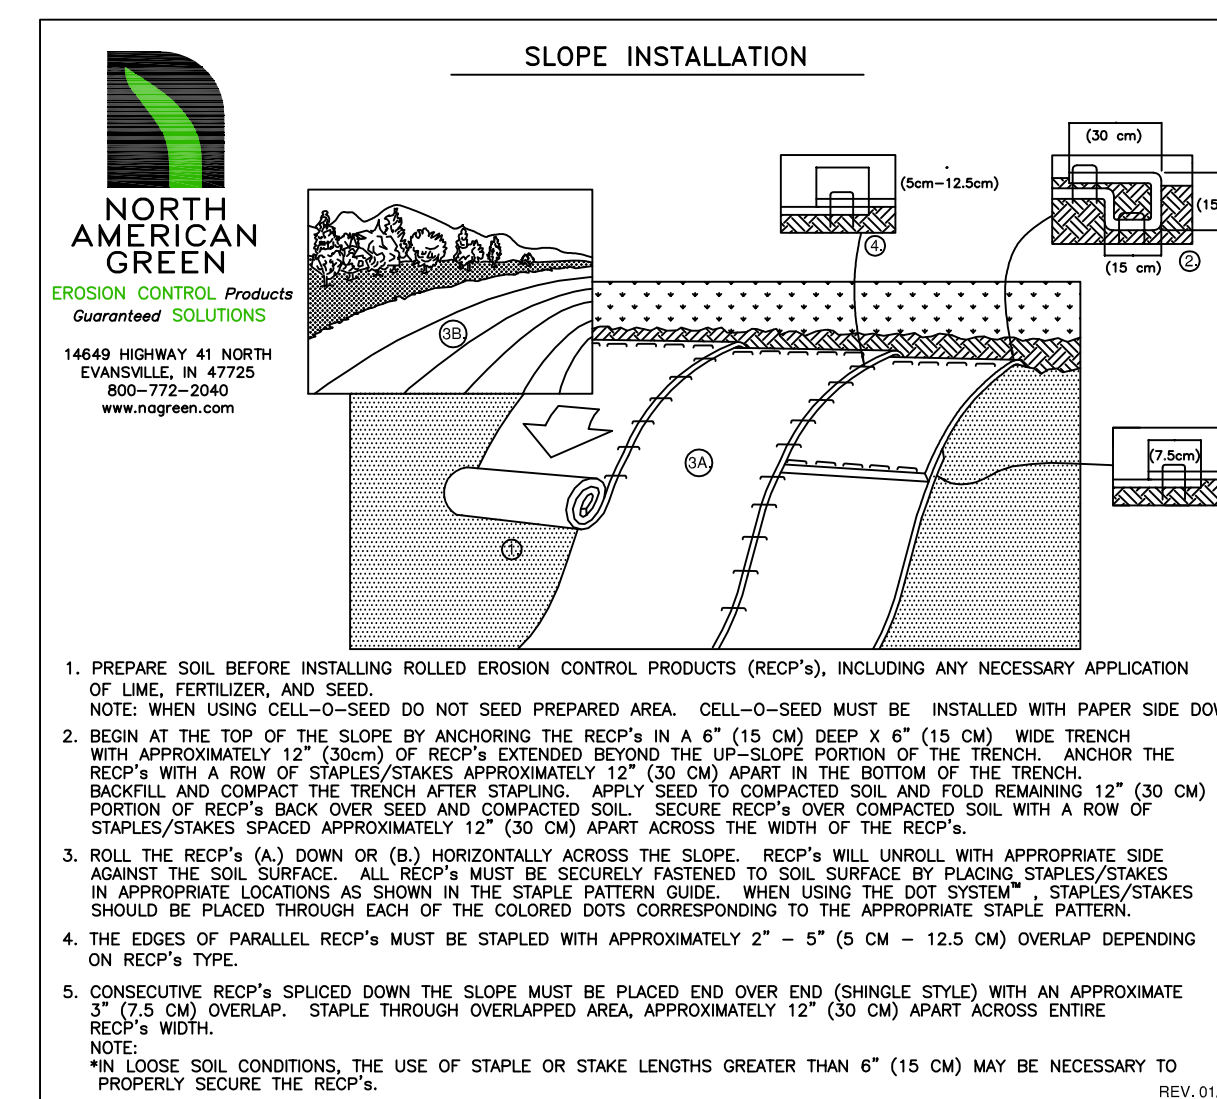 SLOPE INSTALLATION
NORTH
AMERICAN
GREEN
EROSION CONTROL Products
Guaranteed SOLUTIONS
14649 HIGHWAY 41 NORTH
EVANSVILLE, IN 47725
800-772-2040
www.nagreen.com
(30 cm)
(5cm-12.5cm)
(15
4.
(15 cm)
2.
3B.
3A.
(7.5cm)
1.
1. PREPARE SOIL BEFORE INSTALLING ROLLED EROSION CONTROL PRODUCTS (RECP's), INCLUDING ANY NECESSARY APPLICATION
OF LIME, FERTILIZER, AND SEED.
NOTE: WHEN USING CELL-O-SEED DO NOT SEED PREPARED AREA. CELL-O-SEED MUST BE INSTALLED WITH PAPER SIDE
2. BEGIN AT THE TOP OF THE SLOPE BY ANCHORING THE RECP's IN A 6" (15 CM) DEEP X 6" (15 CM) WIDE TRENCH
WITH APPROXIMATELY 12" (30cm) OF RECP's EXTENDED BEYOND THE UP-SLOPE PORTION OF THE TRENCH. ANCHOR THE
RECP's WITH A ROW OF STAPLES/STAKES APPROXIMATELY 12" (30 CM) APART IN THE BOTTOM OF THE TRENCH.
BACKFILL AND COMPACT THE TRENCH AFTER STAPLING. APPLY SEED TO COMPACTED SOIL AND FOLD REMAINING 12" (30 CM)
PORTION OF RECP's BACK OVER SEED AND COMPACTED SOIL. SECURE RECP's OVER COMPACTED SOIL WITH A ROW OF
STAPLES/STAKES SPACED APPROXIMATELY 12" (30 CM) APART ACROSS THE WIDTH OF THE RECP's.
3. ROLL THE RECP's (A.) DOWN OR (B.) HORIZONTALLY ACROSS THE SLOPE. RECP's WILL UNROLL WITH APPROPRIATE SIDE
AGAINST THE SOIL SURFACE. ALL RECP's MUST BE SECURELY FASTENED TO SOIL SURFACE BY PLACING STAPLES/STAKES
IN APPROPRIATE LOCATIONS AS SHOWN IN THE STAPLE PATTERN GUIDE. WHEN USING THE DOT SYSTEM™ , STAPLES/STAKES
SHOULD BE PLACED THROUGH EACH OF THE COLORED DOTS CORRESPONDING TO THE APPROPRIATE STAPLE PATTERN.
4. THE EDGES OF PARALLEL RECP's MUST BE STAPLED WITH APPROXIMATELY 2" - 5" (5 CM - 12.5 CM) OVERLAP DEPENDING
ON RECP's TYPE.
5. CONSECUTIVE RECP's SPLICED DOWN THE SLOPE MUST BE PLACED END OVER END (SHINGLE STYLE) WITH AN APPROXIMATE
3" (7.5 CM) OVERLAP. STAPLE THROUGH OVERLAPPED AREA, APPROXIMATELY 12" (30 CM) APART ACROSS ENTIRE
RECP's WIDTH.
NOTE:
*IN LOOSE SOIL CONDITIONS, THE USE OF STAPLE OR STAKE LENGTHS GREATER THAN 6" (15 CM) MAY BE NECESSARY TO
PROPERLY SECURE THE RECP's.
REV. 01